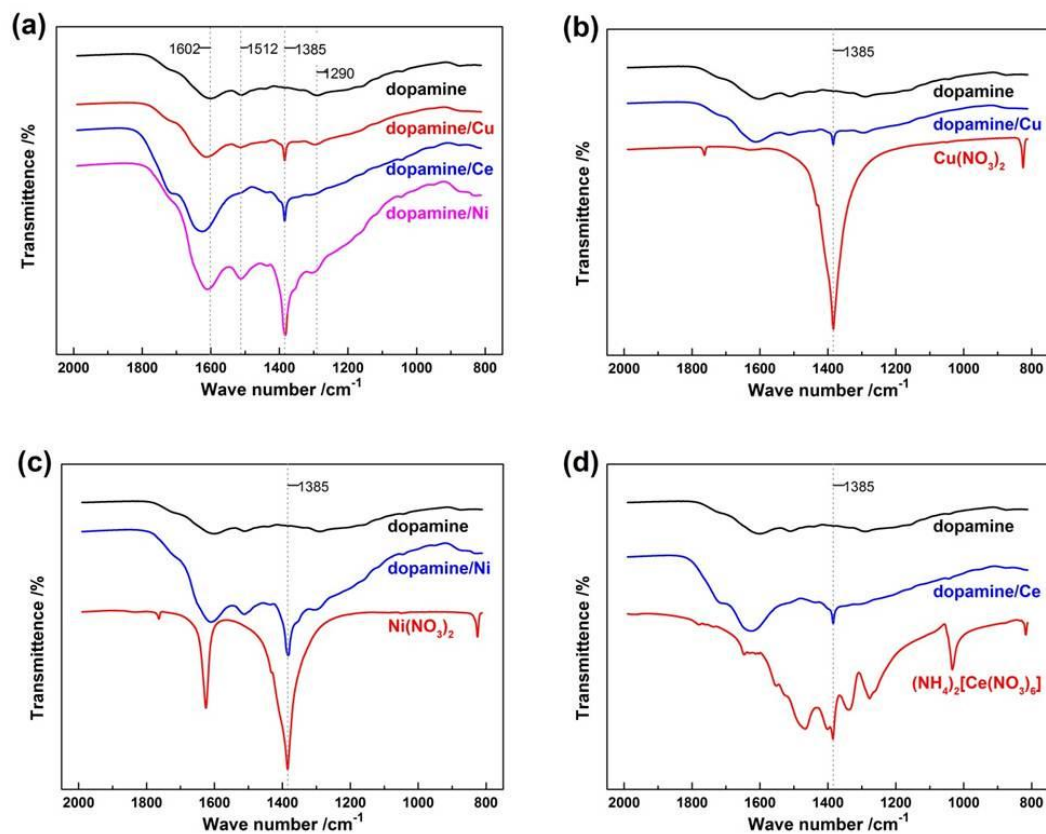 (a)
1602
1512
1385
1290
dopamine
dopamine/Cu
dopamine/Ce
dopamine/Ni
Transmittence /%
2000 1800 1600 1400 1200 1000 800
Wave number /cm⁻¹
(b)
1385
dopamine
dopamine/Cu
Cu(NO₃)₂
Transmittence /%
2000 1800 1600 1400 1200 1000 800
Wave number /cm⁻¹
(c)
1385
dopamine
dopamine/Ni
Ni(NO₃)₂
Transmittence /%
2000 1800 1600 1400 1200 1000 800
Wave number /cm⁻¹
(d)
1385
dopamine
dopamine/Ce
(NH₄)₂[Ce(NO₃)₆]
Transmittence /%
2000 1800 1600 1400 1200 1000 800
Wave number /cm⁻¹